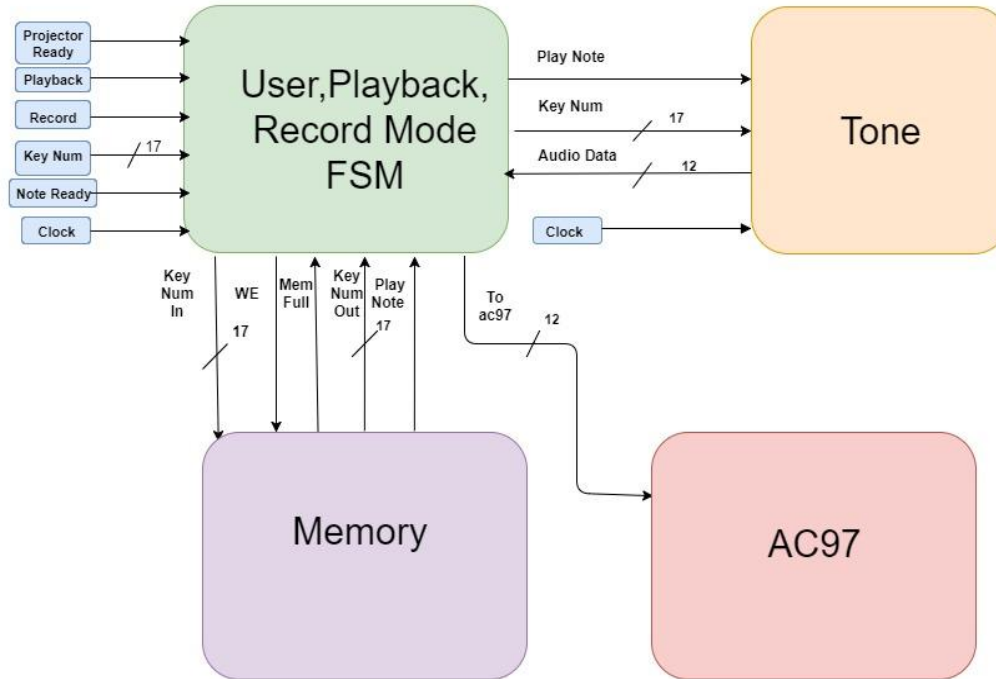 Projector
Ready
Playback
Record
Key Num
17
Note Ready
Clock
User,Playback,
Record Mode
FSM
Play Note
Key Num
17
Audio Data
12
Clock
Tone
Key
Num
In
17
WE
Mem
Full
Key
Num
Out
17
Play
Note
To
ac97
12
Memory
AC97